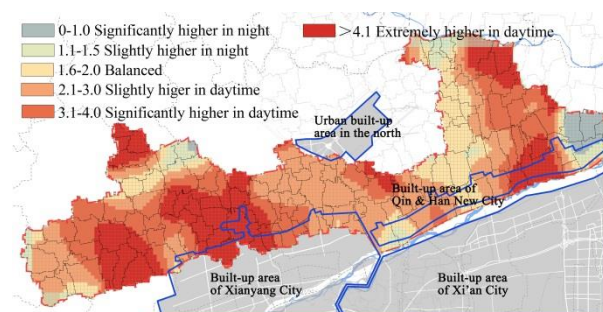 0-1.0 Significantly higher in night
1.1-1.5 Slightly higher in night
1.6-2.0 Balanced
2.1-3.0 Slightly higer in daytime
3.1-4.0 Significantly higher in daytime
>4.1 Extremely higher in daytime
Urban built-up
area in the north
Built-up area of
Qin & Han New City
Built-up area
of Xianyang City
Built-up area
of Xi'an City